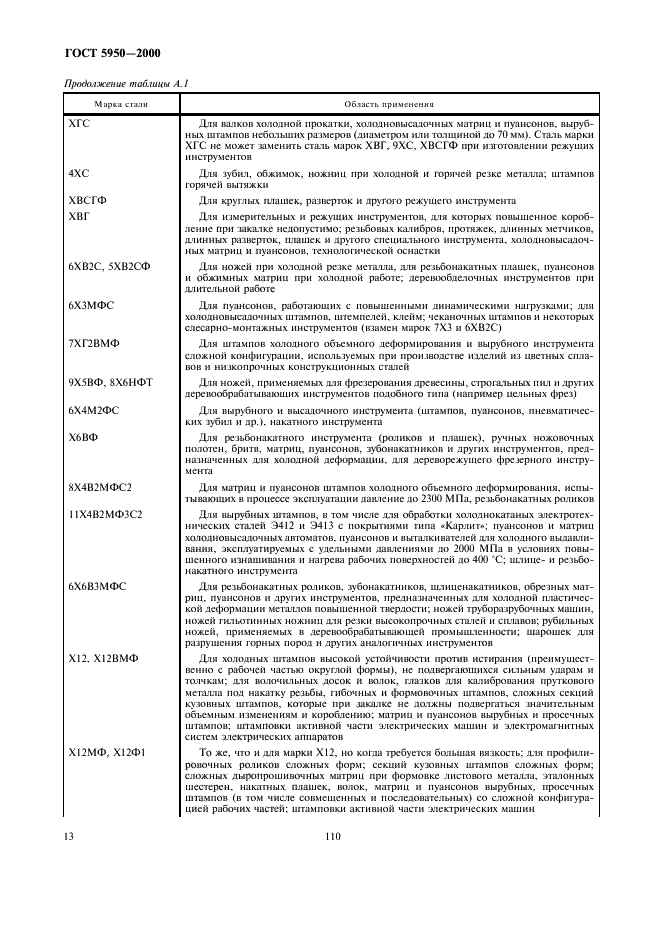 ГОСТ 5950—2000
Продолжение таблицы А.1
Марка стали
Область применения
ХГС
Для валков холодной прокатки, холодновысадочных матриц и пуансонов, выруб-
ных штампов небольших размеров (диаметром или толщиной до 70 мм). Сталь марки
ХГС не может заменить сталь марок ХВГ, 9ХС, ХВСГФ при изготовлении режущих
инструментов
4ХС
Для зубил, обжимок, ножниц при холодной и горячей резке металла; штампов
горячей вытяжки
ХВСГФ
Для круглых плашек, разверток и другого режущего инструмента
ХВГ
Для измерительных и режущих инструментов, для которых повышенное короб-
ление при закалке недопустимо; резьбовых калибров, протяжек, длинных метчиков,
длинных разверток, плашек и другого специального инструмента, холодновысадоч-
ных матриц и пуансонов, технологической оснастки
6ХВ2С, 5ХВ2СФ
Для ножей при холодной резке металла, для резьбонакатных плашек, пуансонов
и обжимных матриц при холодной работе; деревообделочных инструментов при
длительной работе
6Х3МФС
Для пуансонов, работающих с повышенными динамическими нагрузками; для
холодновысадочных штампов, штемпелей, клейм; чеканочных штампов и некоторых
слесарно-монтажных инструментов (взамен марок 7Х3 и 6ХВ2С)
7ХГ2ВМФ
Для штампов холодного объемного деформирования и вырубного инструмента
сложной конфигурации, используемых при производстве изделий из цветных спла-
вов и низкопрочных конструкционных сталей
9Х5ВФ, 8Х6НФТ
Для ножей, применяемых для фрезерования древесины, строгальных пил и других
деревообрабатывающих инструментов подобного типа (например цельных фрез)
6Х4М2ФС
Для вырубного и высадочного инструмента (штампов, пуансонов, пневматичес-
ких зубил и др.), накатного инструмента
Х6ВФ
Для резьбонакатного инструмента (роликов и плашек), ручных ножовочных
полотен, бритв, матриц, пуансонов, зубонакатников и других инструментов, пред-
назначенных для холодной деформации, для дереворежущего фрезерного инстру-
мента
8Х4В2МФС2
Для матриц и пуансонов штампов холодного объемного деформирования, испы-
тывающих в процессе эксплуатации давление до 2300 МПа, резьбонакатных роликов
11Х4В2МФ3С2
Для вырубных штампов, в том числе для обработки холоднокатаных электротех-
нических сталей Э412 и Э413 с покрытиями типа «Карлит»; пуансонов и матриц
холодновысадочных автоматов, пуансонов и выталкивателей для холодного выдавли-
вания, эксплуатируемых с удельными давлениями до 2000 МПа в условиях повы-
шенного изнашивания и нагрева рабочих поверхностей до 400 °С; шлице- и резьбо-
накатного инструмента
6Х6В3МФС
Для резьбонакатных роликов, зубонакатников, шлиценакатников, обрезных мат-
риц, пуансонов и других инструментов, предназначенных для холодной пластичес-
кой деформации металлов повышенной твердости; ножей труборазрубочных машин,
ножей гильотинных ножниц для резки высокопрочных сталей и сплавов; рубильных
ножей, применяемых в деревообрабатывающей промышленности; шарошек для
разрушения горных пород и других аналогичных инструментов
Х12, Х12ВМФ
Для холодных штампов высокой устойчивости против истирания (преимущест-
венно с рабочей частью округлой формы), не подвергающихся сильным ударам и
толчкам; для волочильных досок и волок, глазков для калибрования пруткового
металла под накатку резьбы, гибочных и формовочных штампов, сложных секций
кузовных штампов, которые при закалке не должны подвергаться значительным
объемным изменениям и короблению; матриц и пуансонов вырубных и просечных
штампов; штамповки активной части электрических машин и электромагнитных
систем электрических аппаратов
Х12МФ, Х12Ф1
То же, что и для марки Х12, но когда требуется большая вязкость; для профили-
ровочных роликов сложных форм; секций кузовных штампов сложных форм;
сложных дыропрошивочных матриц при формовке листового металла, эталонных
шестерен, накатных плашек, волок, матриц и пуансонов вырубных, просечных
штампов (в том числе совмещенных и последовательных) со сложной конфигура-
цией рабочих частей; штамповки активной части электрических машин
13
110